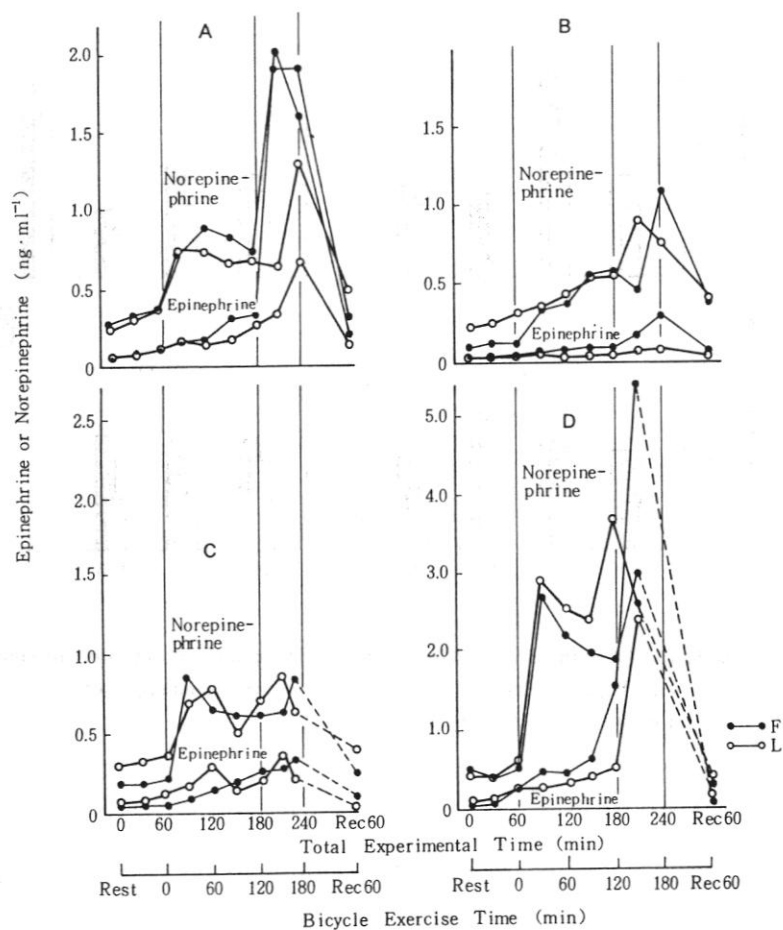 A
2.0
1.5
Norepine-
phrine
1.0
0.5
Epinephrine
0
B
1.5
Norepine-
phrine
1.0
0.5
Epinephrine
0
Epinephrine or Norepinephrine (ng·ml⁻¹)
2.5
2.0
1.5
C
Norepine-
phrine
1.0
0.5
Epinephrine
0
0 60 120 180 240 Rec60
D
5.0
Norepine-
phrine
4.0
3.0
2.0
1.0
Epinephrine
0
0 60 120 180 240 Rec60
F
L
Total Experimental Time (min)
Rest 0 60 120 180 Rec60
Rest 0 60 120 180 Rec60
Bicycle Exercise Time (min)